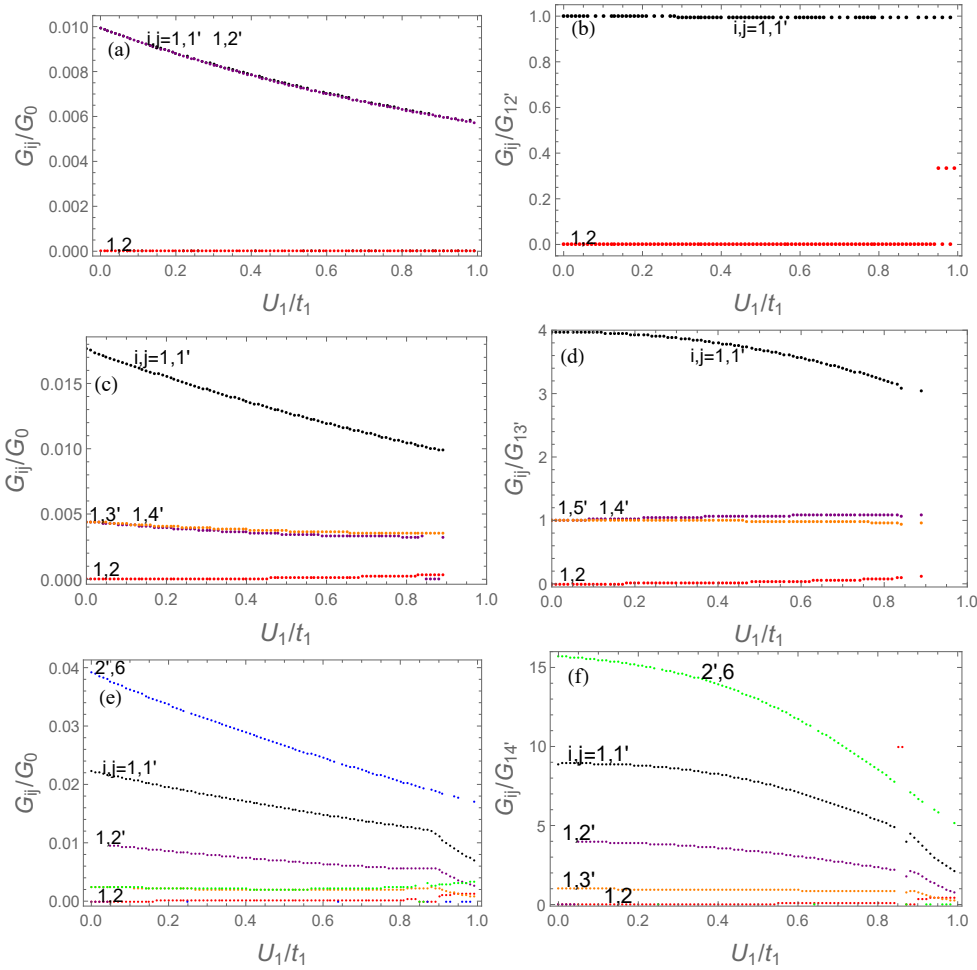 (a)
i,j=1,1' 1,2'
1,2
G_ij/G_0
0.010
0.008
0.006
0.004
0.002
0.000
0.0 0.2 0.4 0.6 0.8 1.0
U_1/t_1
(b)
i,j=1,1'
1,2
G_ij/G_12'
1.0
0.8
0.6
0.4
0.2
0.0
0.0 0.2 0.4 0.6 0.8 1.0
U_1/t_1
(c)
i,j=1,1'
1,3' 1,4'
1,2
G_ij/G_0
0.015
0.010
0.005
0.000
0.0 0.2 0.4 0.6 0.8 1.0
U_1/t_1
(d)
i,j=1,1'
1,5' 1,4'
1,2
G_ij/G_13'
4
3
2
1
0
0.0 0.2 0.4 0.6 0.8 1.0
U_1/t_1
2',6
(e)
i,j=1,1'
1,2'
1,2
G_ij/G_0
0.04
0.03
0.02
0.01
0.00
0.0 0.2 0.4 0.6 0.8 1.0
U_1/t_1
(f)
2',6
i,j=1,1'
1,2'
1,3'
1,2
G_ij/G_14'
15
10
5
0
0.0 0.2 0.4 0.6 0.8 1.0
U_1/t_1